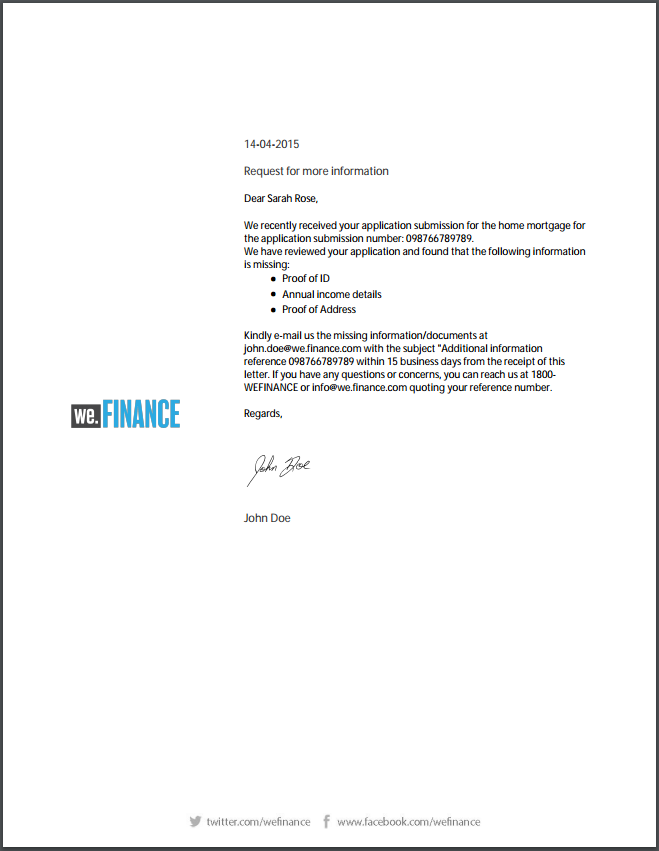 14-04-2015
Request for more information
Dear Sarah Rose,
We recently received your application submission for the home mortgage for
the application submission number: 098766789789.
We have reviewed your application and found that the following information
is missing:
● Proof of ID
● Annual income details
● Proof of Address
Kindly e-mail us the missing information/documents at
john.doe@we.finance.com with the subject "Additional information
reference 098766789789 within 15 business days from the receipt of this
letter. If you have any questions or concerns, you can reach us at 1800-
WEFINANCE or info@we.finance.com quoting your reference number.
we.FINANCE
Regards,
John Doe
John Doe
twitter.com/wefinance www.facebook.com/wefinance